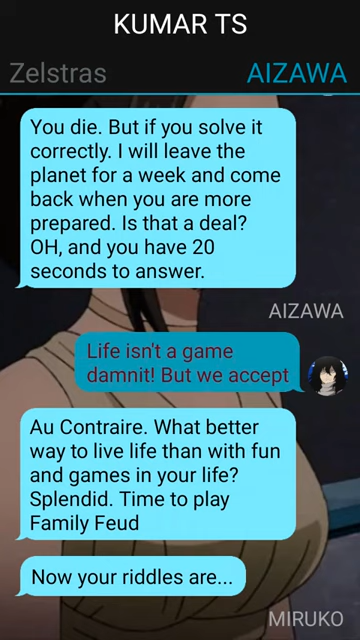 KUMAR TS
Zelstras AIZAWA
You die. But if you solve it
correctly. I will leave the
planet for a week and come
back when you are more
prepared. Is that a deal?
OH, and you have 20
seconds to answer.
AIZAWA
Life isn't a game
damnit! But we accept
Au Contraire. What better
way to live life than with fun
and games in your life?
Splendid. Time to play
Family Feud
Now your riddles are...
MIRUKO